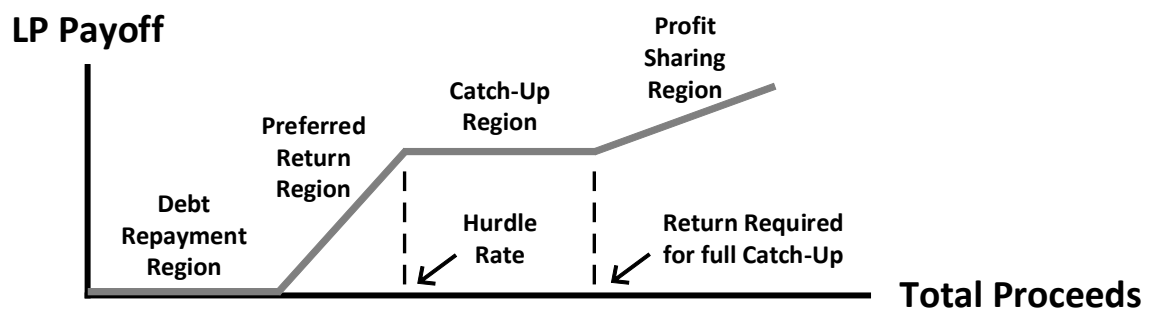 LP Payoff
Profit
Sharing
Region
Catch-Up
Region
Preferred
Return
Region
Debt
Repayment
Region
Hurdle
Rate
Return Required
for full Catch-Up
Total Proceeds